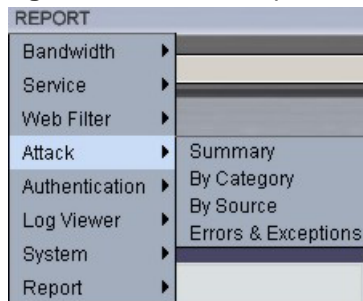 REPORT
Bandwidth
Service
Web Filter
Attack
Summary
By Category
By Source
Errors & Exceptions
Authentication
Log Viewer
System
Report